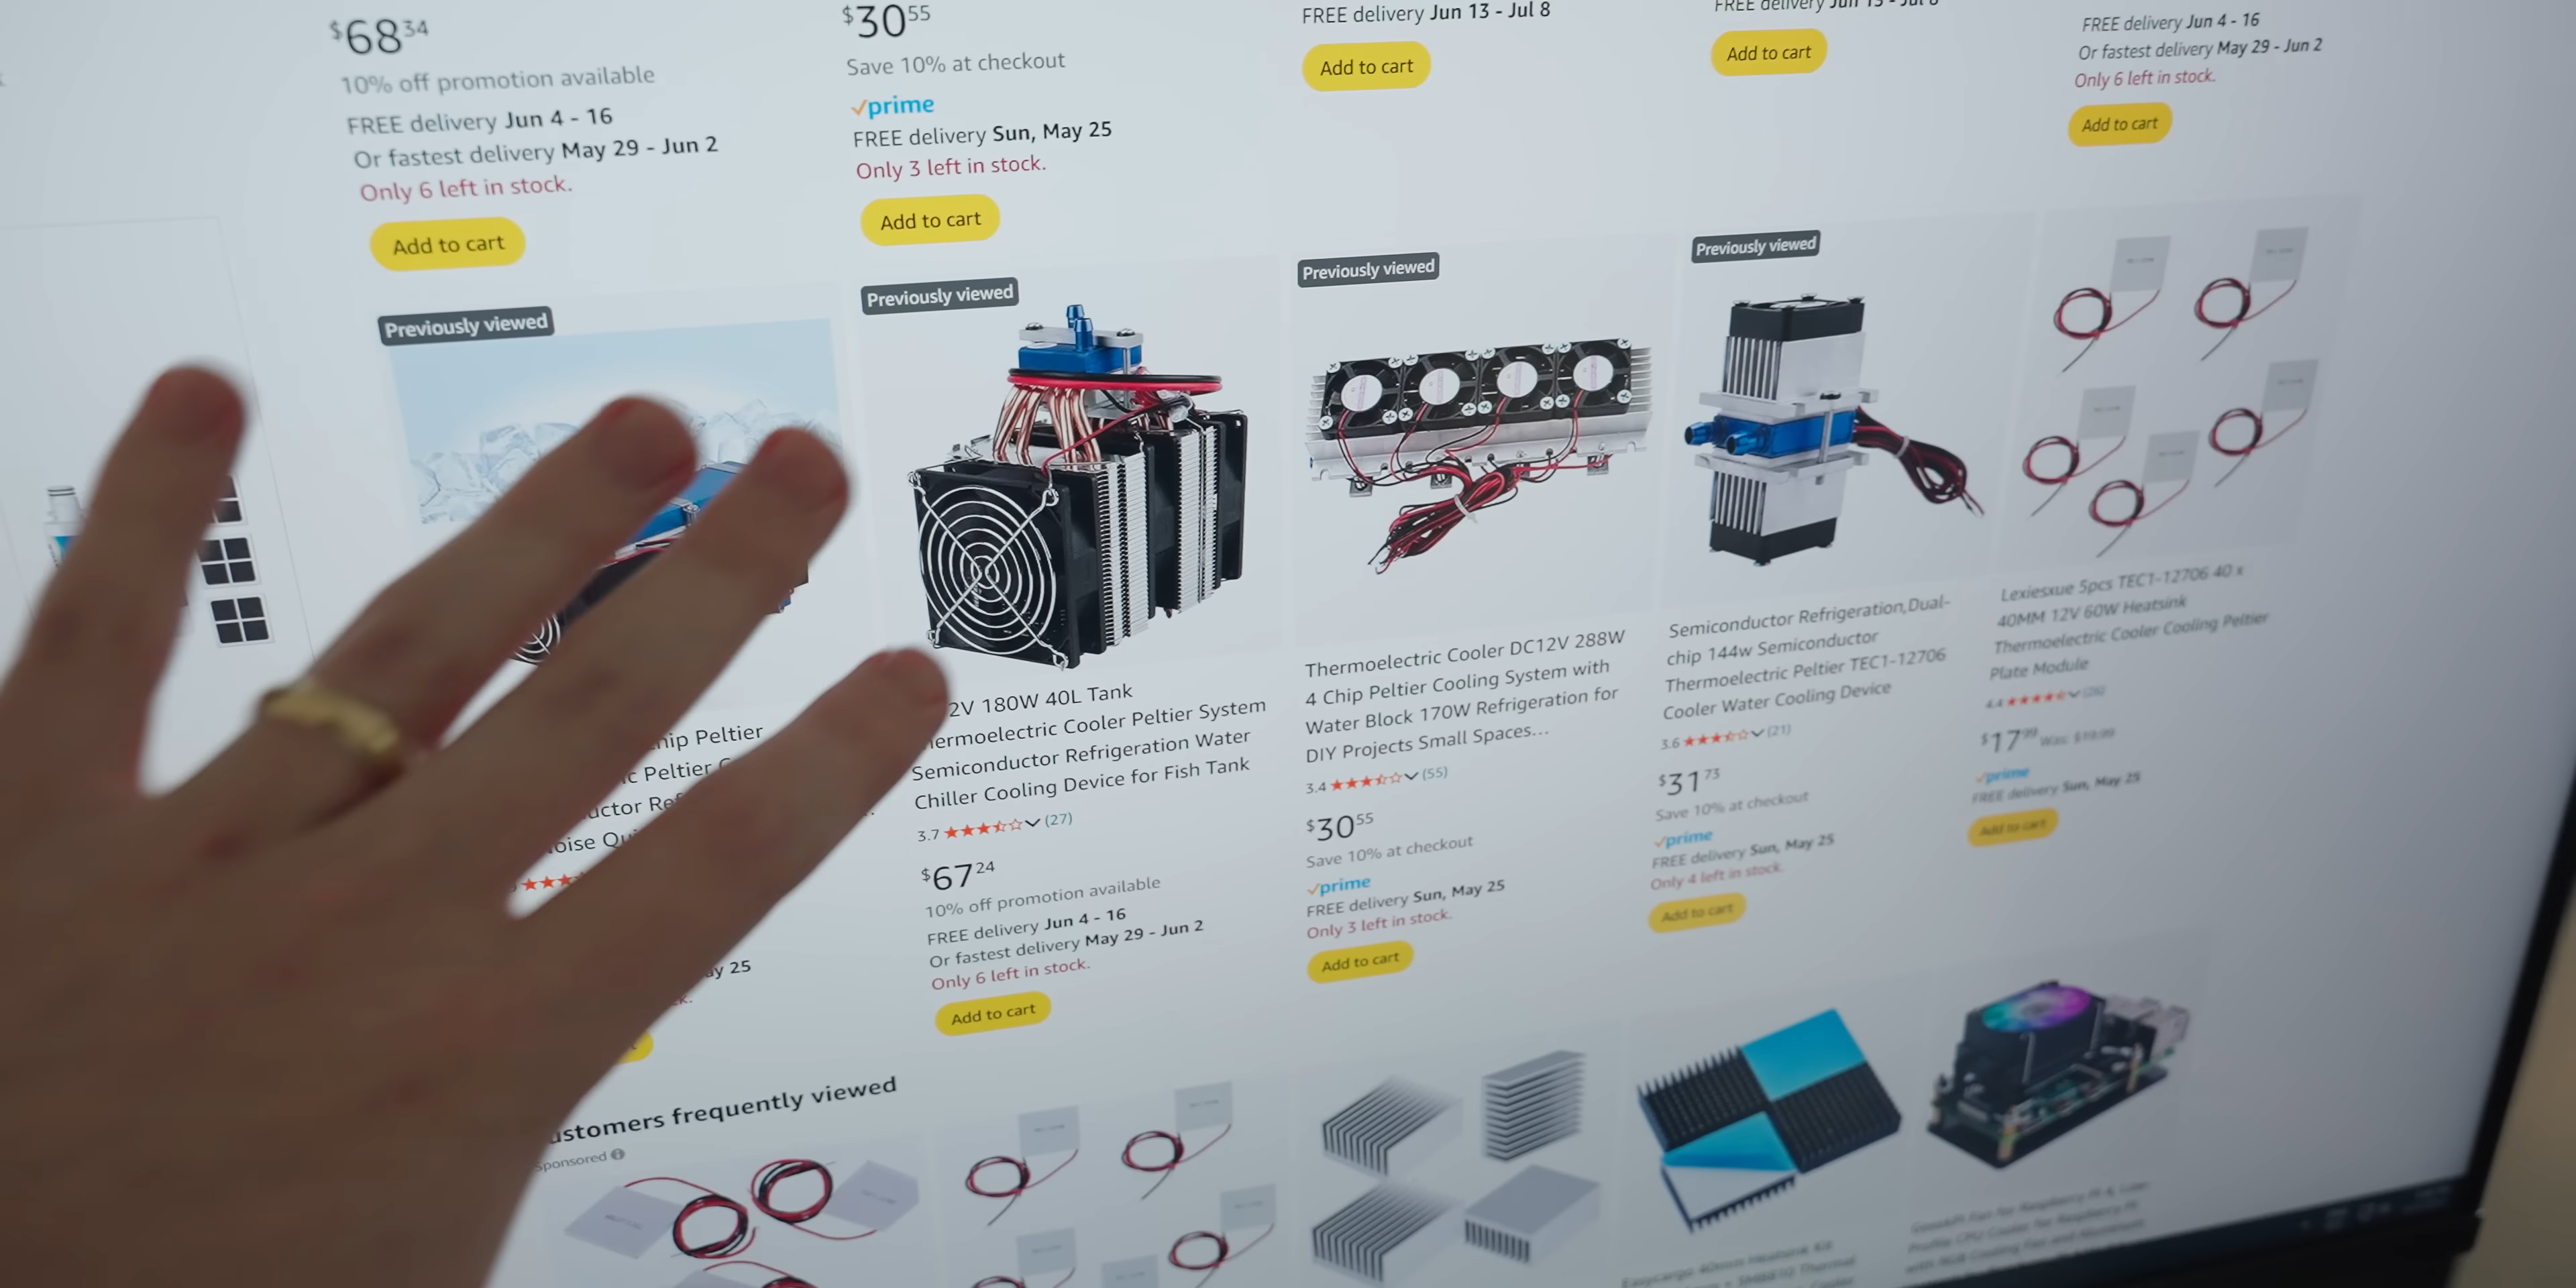 $68 34
10% off promotion available
FREE delivery Jun 4 - 16
Or fastest delivery May 29 - Jun 2
Only 6 left in stock.
Add to cart
$30 55
Save 10% at checkout
prime
FREE delivery Sun, May 25
Only 3 left in stock.
Add to cart
FREE delivery Jun 13 - Jul 8
Add to cart
FREE delivery
Add to cart
FREE delivery Jun 4 - 16
Or fastest delivery May 29 - Jun 2
Only 6 left in stock.
Add to cart
Previously viewed
hip Peltier
Peltier
ay 25
Previously viewed
2V 180W 40L Tank
ermoelectric Cooler Peltier System
Semiconductor Refrigeration Water
Chiller Cooling Device for Fish Tank
3.7 (27)
$67 24
10% off promotion available
FREE delivery Jun 4 - 16
Or fastest delivery May 29 - Jun 2
Only 6 left in stock.
Add to cart
Previously viewed
Thermoelectric Cooler DC12V 288W
4 Chip Peltier Cooling System with
Water Block 170W Refrigeration for
DIY Projects Small Spaces...
3.4 (55)
$30 55
Save 10% at checkout
prime
FREE delivery Sun, May 25
Only 3 left in stock.
Add to cart
Previously viewed
Semiconductor Refrigeration,Dual-
chip 144w Semiconductor
Thermoelectric Peltier TEC1-12706
Cooler Water Cooling Device
3.6 (21)
$31 73
Save 10% at checkout
prime
FREE delivery Sun, May 25
Only 4 left in stock.
Add to cart
Lexiesxue 5pcs TEC1-12706 40 x
40MM 12V 60W Heatsink
Thermoelectric Cooler Cooling Peltier
Plate Module
4.4 (26)
$17 99 Was: $19.99
prime
FREE delivery Sun, May 25
Add to cart
ustomers frequently viewed
Sponsored